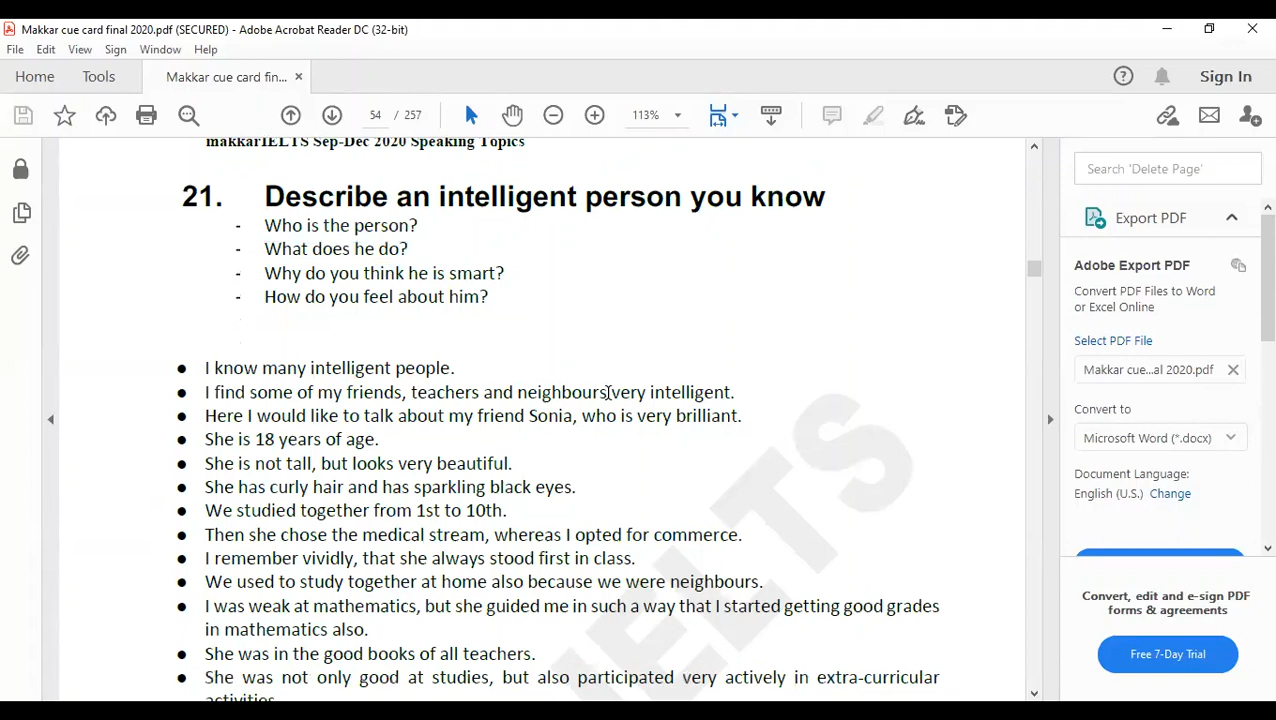 Makkar cue card final 2020.pdf (SECURED) - Adobe Acrobat Reader DC (32-bit)
File Edit View Sign Window Help
Home Tools Makkar cue card fin... × Sign In
54 / 257 113%
makkarIELTS Sep-Dec 2020 Speaking Topics
21. Describe an intelligent person you know
- Who is the person?
- What does he do?
- Why do you think he is smart?
- How do you feel about him?
● I know many intelligent people.
● I find some of my friends, teachers and neighbours very intelligent.
● Here I would like to talk about my friend Sonia, who is very brilliant.
● She is 18 years of age.
● She is not tall, but looks very beautiful.
● She has curly hair and has sparkling black eyes.
● We studied together from 1st to 10th.
● Then she chose the medical stream, whereas I opted for commerce.
● I remember vividly, that she always stood first in class.
● We used to study together at home also because we were neighbours.
● I was weak at mathematics, but she guided me in such a way that I started getting good grades
in mathematics also.
● She was in the good books of all teachers.
● She was not only good at studies, but also participated very actively in extra-curricular
activities.
IELTS
Search 'Delete Page'
Export PDF
Adobe Export PDF
Convert PDF Files to Word
or Excel Online
Select PDF File
Makkar cue...al 2020.pdf
Convert to
Microsoft Word (*.docx)
Document Language:
English (U.S.) Change
Convert, edit and e-sign PDF
forms & agreements
Free 7-Day Trial